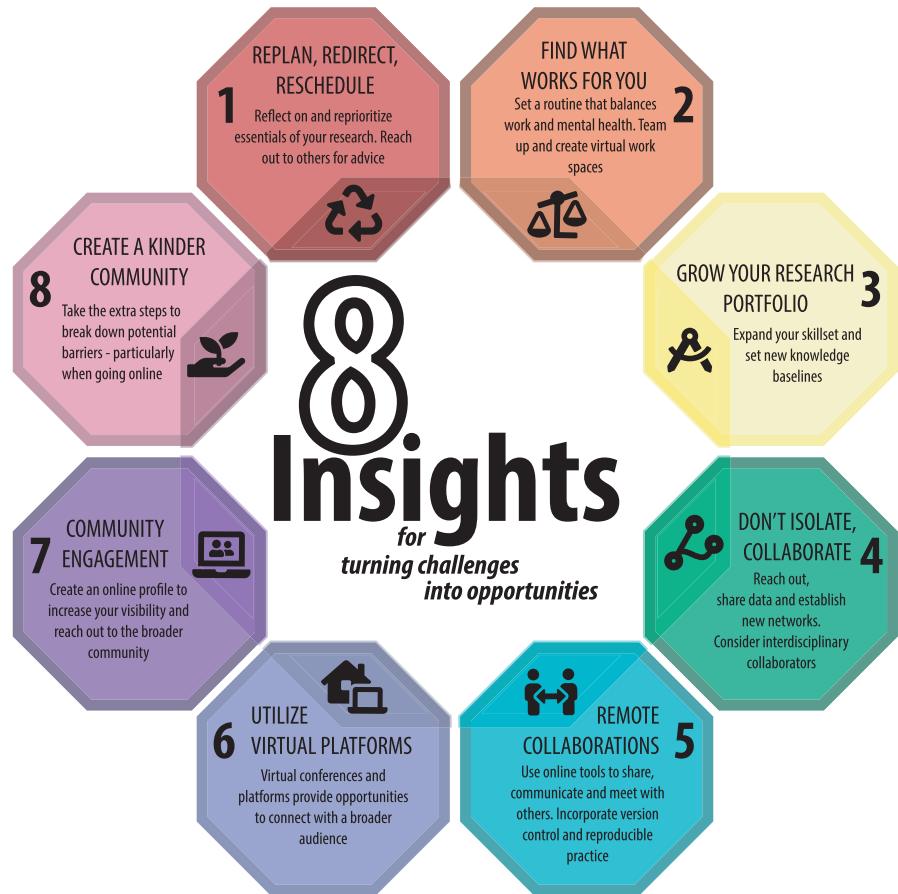 8
Insights
for
turning challenges
into opportunities
1
REPLAN, REDIRECT,
RESCHEDULE
Reflect on and reprioritize
essentials of your research. Reach
out to others for advice
2
FIND WHAT
WORKS FOR YOU
Set a routine that balances
work and mental health. Team
up and create virtual work
spaces
3
GROW YOUR RESEARCH
PORTFOLIO
Expand your skillset and
set new knowledge
baselines
4
DON'T ISOLATE,
COLLABORATE
Reach out,
share data and establish
new networks.
Consider interdisciplinary
collaborators
5
REMOTE
COLLABORATIONS
Use online tools to share,
communicate and meet with
others. Incorporate version
control and reproducible
practice
6
UTILIZE
VIRTUAL PLATFORMS
Virtual conferences and
platforms provide opportunities
to connect with a broader
audience
7
COMMUNITY
ENGAGEMENT
Create an online profile to
increase your visibility and
reach out to the broader
community
8
CREATE A KINDER
COMMUNITY
Take the extra steps to
break down potential
barriers - particularly
when going online